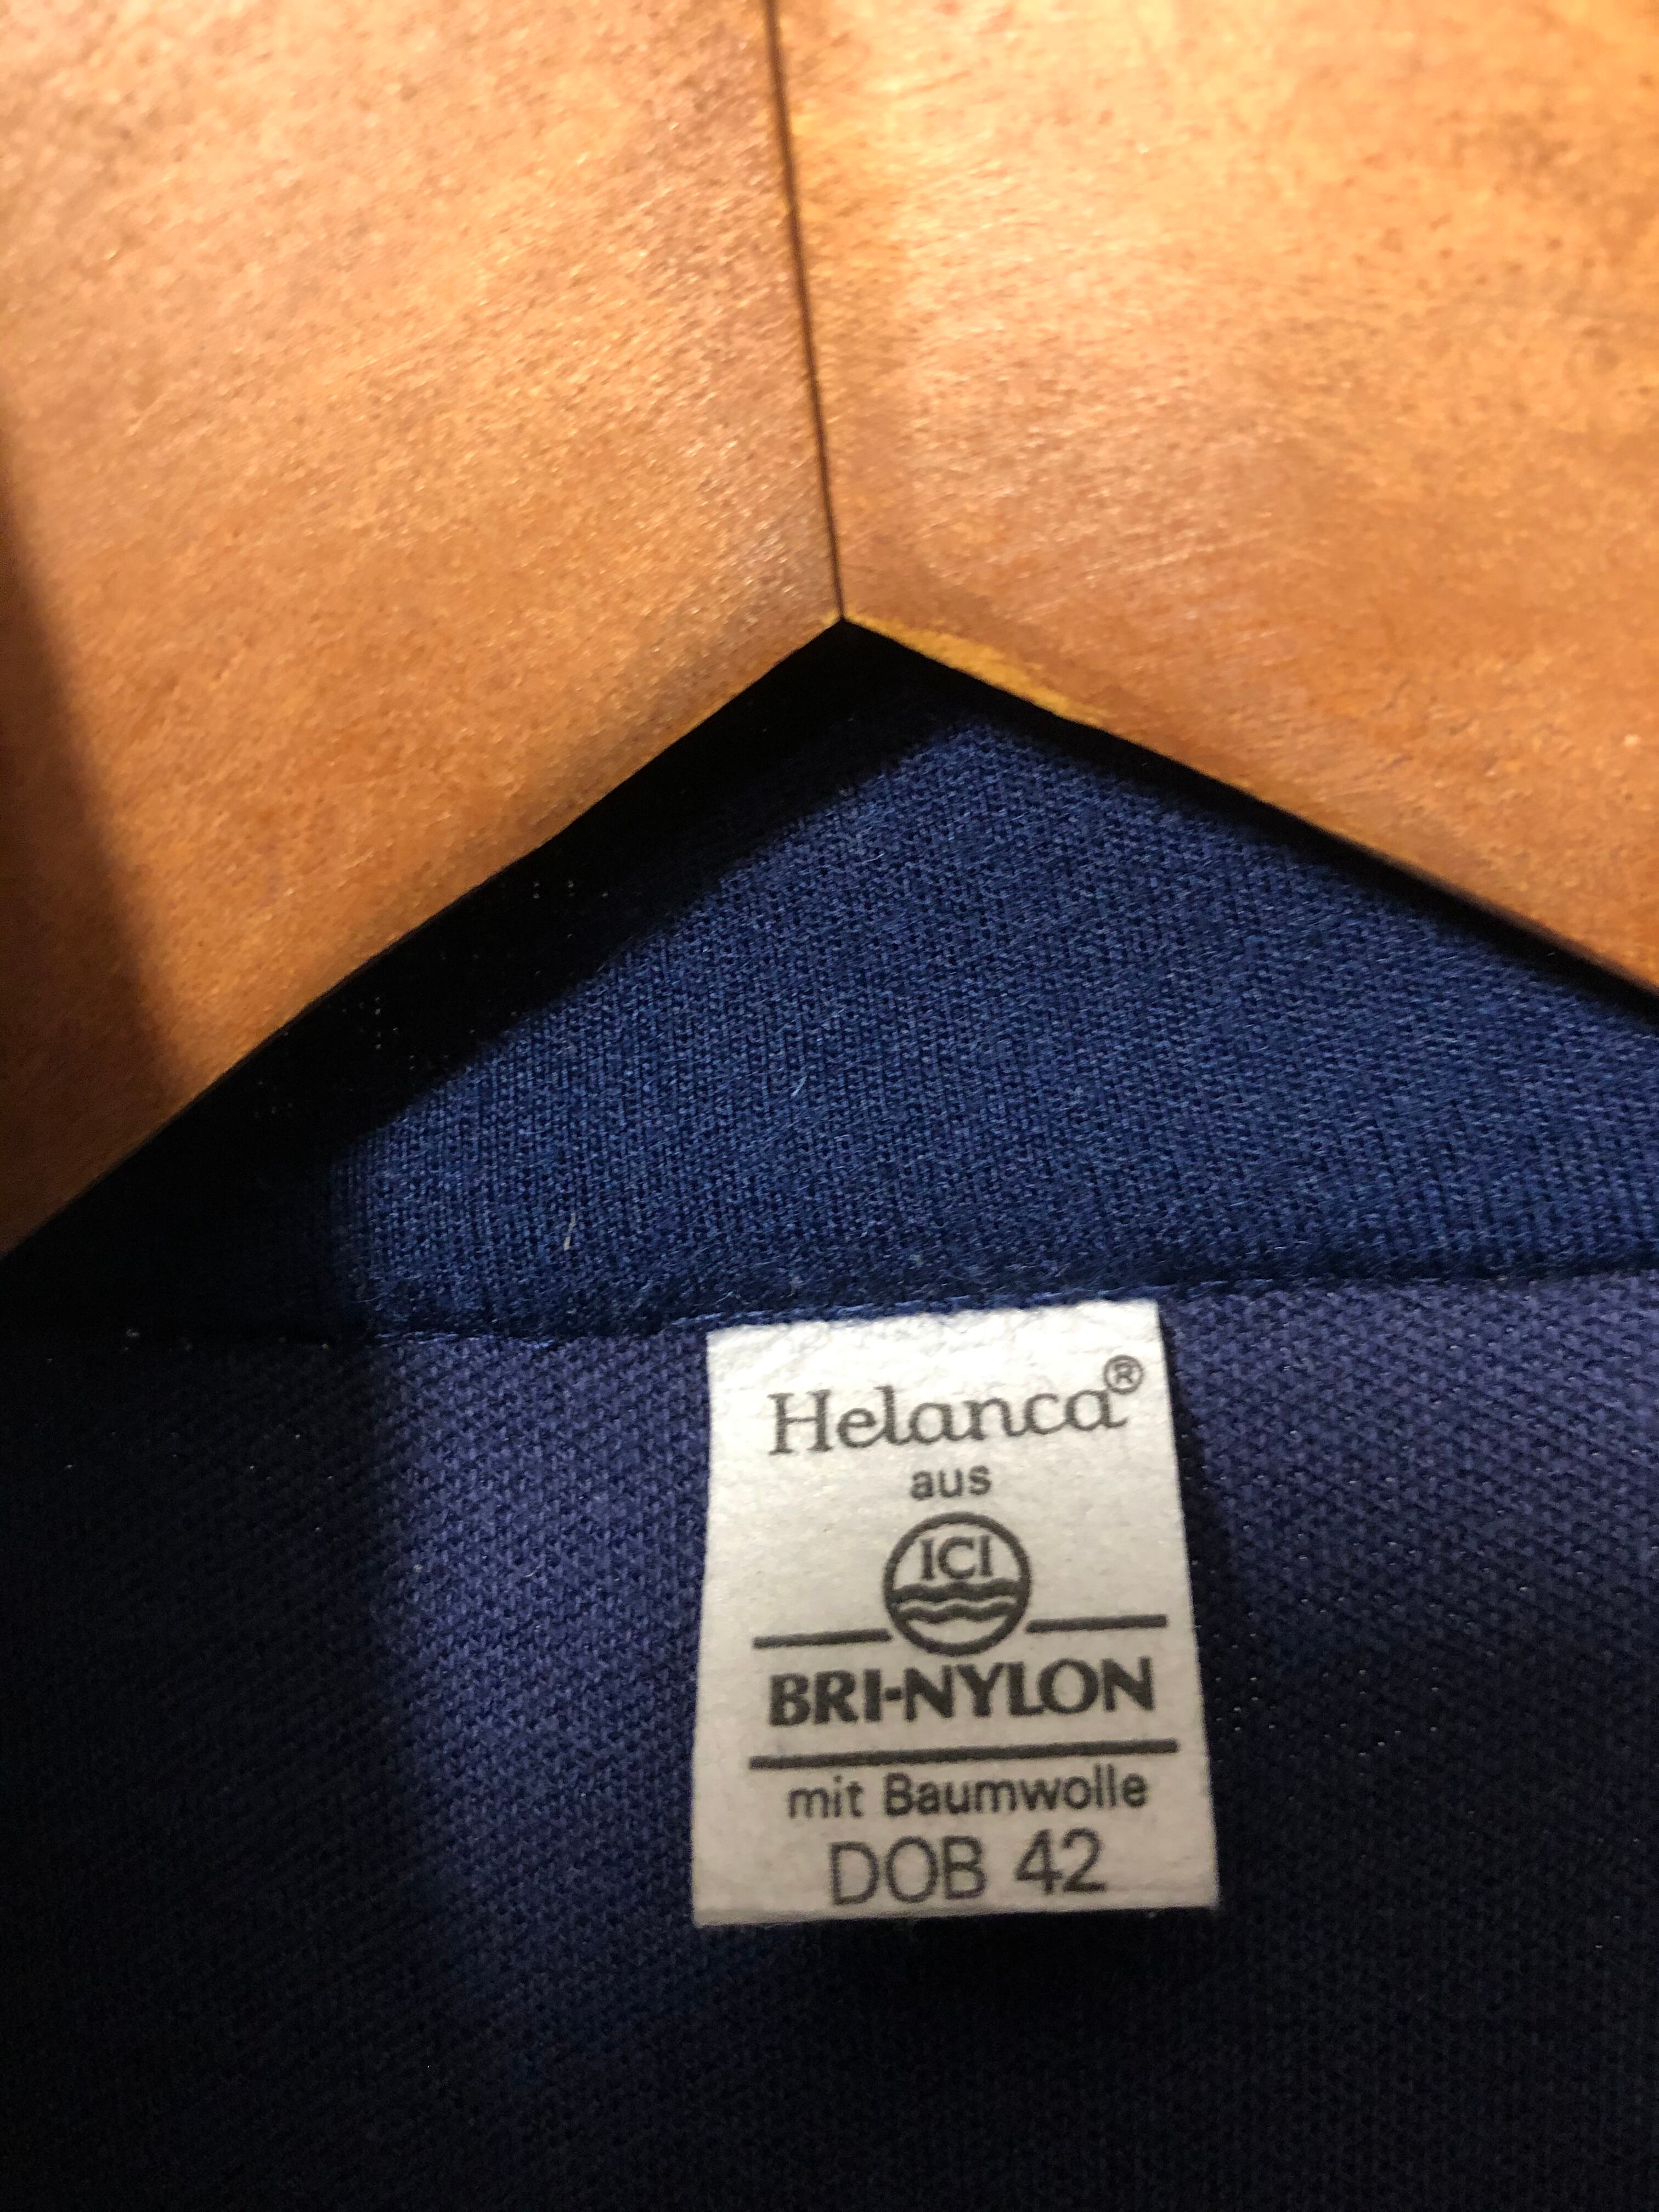 Helanca®
aus
ICI
BRI-NYLON
mit Baumwolle
DOB 42